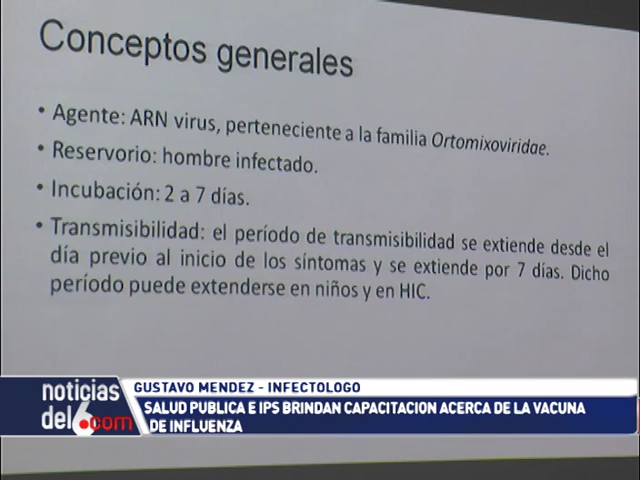 Conceptos generales
• Agente: ARN virus, perteneciente a la familia Ortomixoviridae.
• Reservorio: hombre infectado.
• Incubación: 2 a 7 días.
• Transmisibilidad: el período de transmisibilidad se extiende desde el
día previo al inicio de los síntomas y se extiende por 7 días. Dicho
período puede extenderse en niños y en HIC.
noticias
del6.com
GUSTAVO MENDEZ - INFECTOLOGO
SALUD PUBLICA E IPS BRINDAN CAPACITACION ACERCA DE LA VACUNA
DE INFLUENZA